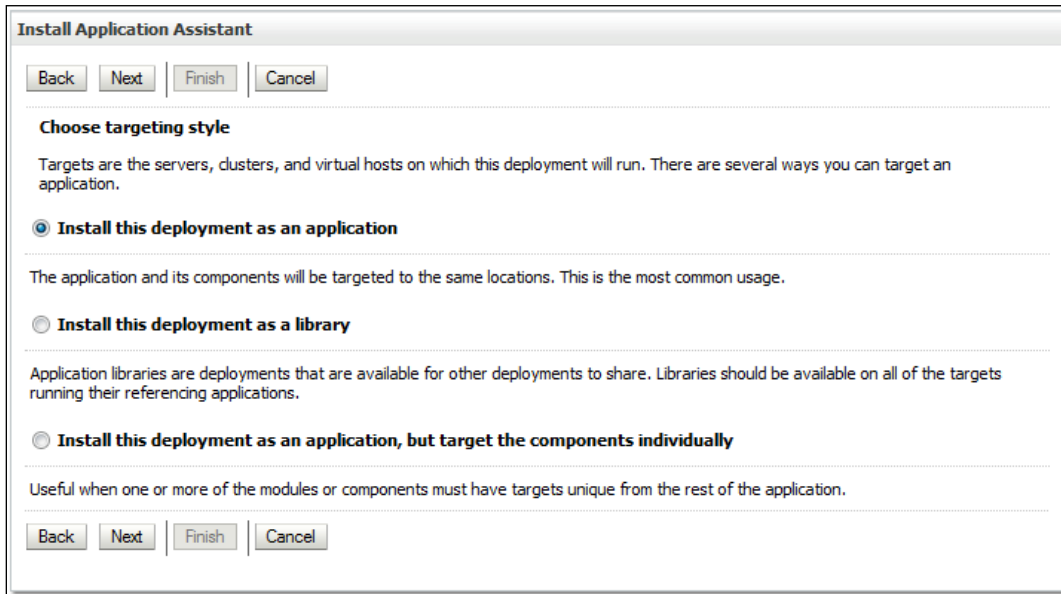 Install Application Assistant
Back Next Finish Cancel
Choose targeting style
Targets are the servers, clusters, and virtual hosts on which this deployment will run. There are several ways you can target an
application.
Install this deployment as an application
The application and its components will be targeted to the same locations. This is the most common usage.
Install this deployment as a library
Application libraries are deployments that are available for other deployments to share. Libraries should be available on all of the targets
running their referencing applications.
Install this deployment as an application, but target the components individually
Useful when one or more of the modules or components must have targets unique from the rest of the application.
Back Next Finish Cancel